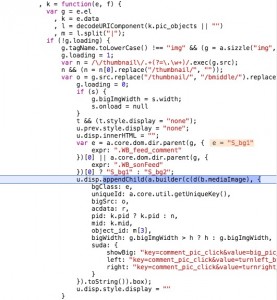 , k = function(e, f) {
var g = e.el
, k = e.data
, l = decodeURIComponent(k.pic_objects || "")
, m = l.split("|");
if (!g.loading) {
g.tagName.toLowerCase() !== "img" && (g = a.sizzle("img",
g.loading = 1;
var n = /\/thumbnail\/.+(?=\.\w+)/.exec(g.src);
n && (n = n[0].replace("/thumbnail/", ""));
var o = g.src.replace("/thumbnail/", "/bmiddle/").replace
g.loading = 0;
if (s) {
g.bigImgWidth = s.width;
s.onload = null
}
t && (t.style.display = "none");
u.prev.style.display = "none";
u.disp.innerHTML = "";
var e = a.core.dom.dir.parent(g, { e = "S_bg1"
expr: ".WB_feed_comment"
})[0] || a.core.dom.dir.parent(g, {
expr: ".WB_sonFeed"
})[0] ? "S_bg1" : "S_bg2";
u.disp.appendChild(a.builder(c(d(b.mediaImage), {
bgClass: e,
uniqueId: a.core.util.getUniqueKey(),
bigSrc: o,
acdata: r,
pid: k.pid ? k.pid : n,
mid: k.mid,
object_id: m[3],
bigWidth: g.bigImgWidth > h ? h : g.bigImgWidth,
suda: {
showBig: "key=comment_pic_click&value=big_pic
left: "key=comment_pic_click&value=turnleft_b
right: "key=comment_pic_click&value=turnright
}
}).toString()).box);
u.disp.style.display = ""
}